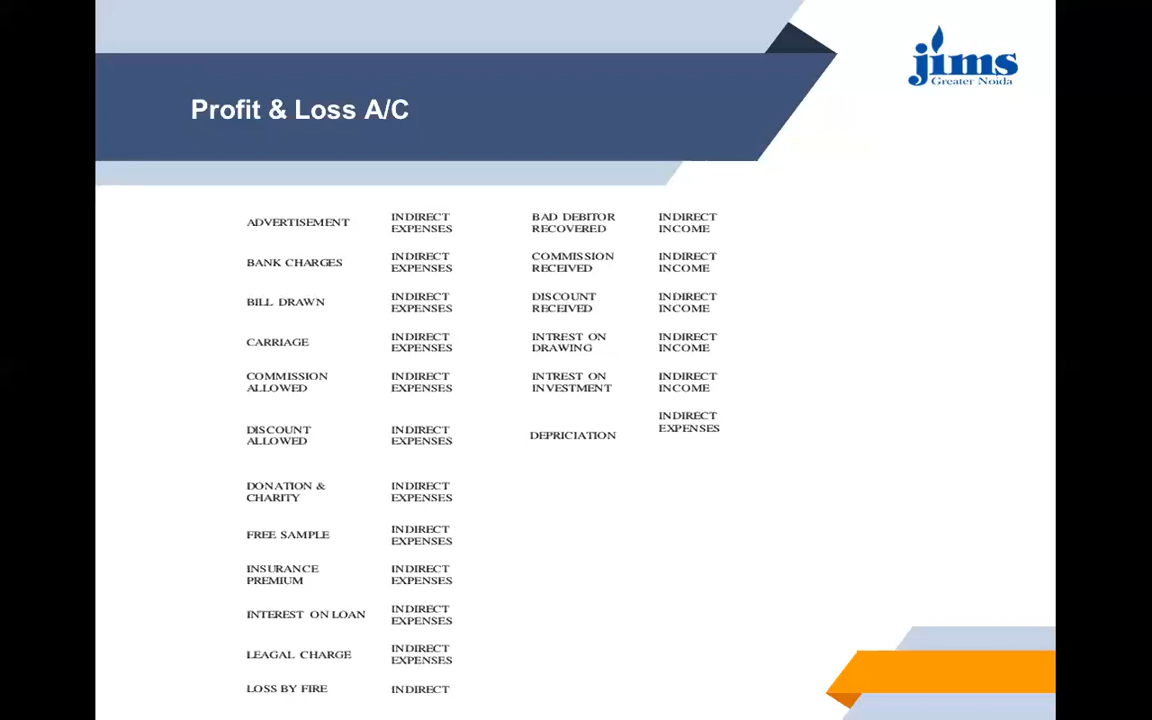 jims
Greater Noida
Profit & Loss A/C
ADVERTISEMENT
INDIRECT
EXPENSES
BANK CHARGES
INDIRECT
EXPENSES
BILL DRAWN
INDIRECT
EXPENSES
CARRIAGE
INDIRECT
EXPENSES
COMMISSION
ALLOWED
INDIRECT
EXPENSES
DISCOUNT
ALLOWED
INDIRECT
EXPENSES
DONATION &
CHARITY
INDIRECT
EXPENSES
FREE SAMPLE
INDIRECT
EXPENSES
INSURANCE
PREMIUM
INDIRECT
EXPENSES
INTEREST ON LOAN
INDIRECT
EXPENSES
LEAGAL CHARGE
INDIRECT
EXPENSES
LOSS BY FIRE
INDIRECT
BAD DEBITOR
RECOVERED
INDIRECT
INCOME
COMMISSION
RECEIVED
INDIRECT
INCOME
DISCOUNT
RECEIVED
INDIRECT
INCOME
INTREST ON
DRAWING
INDIRECT
INCOME
INTREST ON
INVESTMENT
INDIRECT
INCOME
DEPRICIATION
INDIRECT
EXPENSES